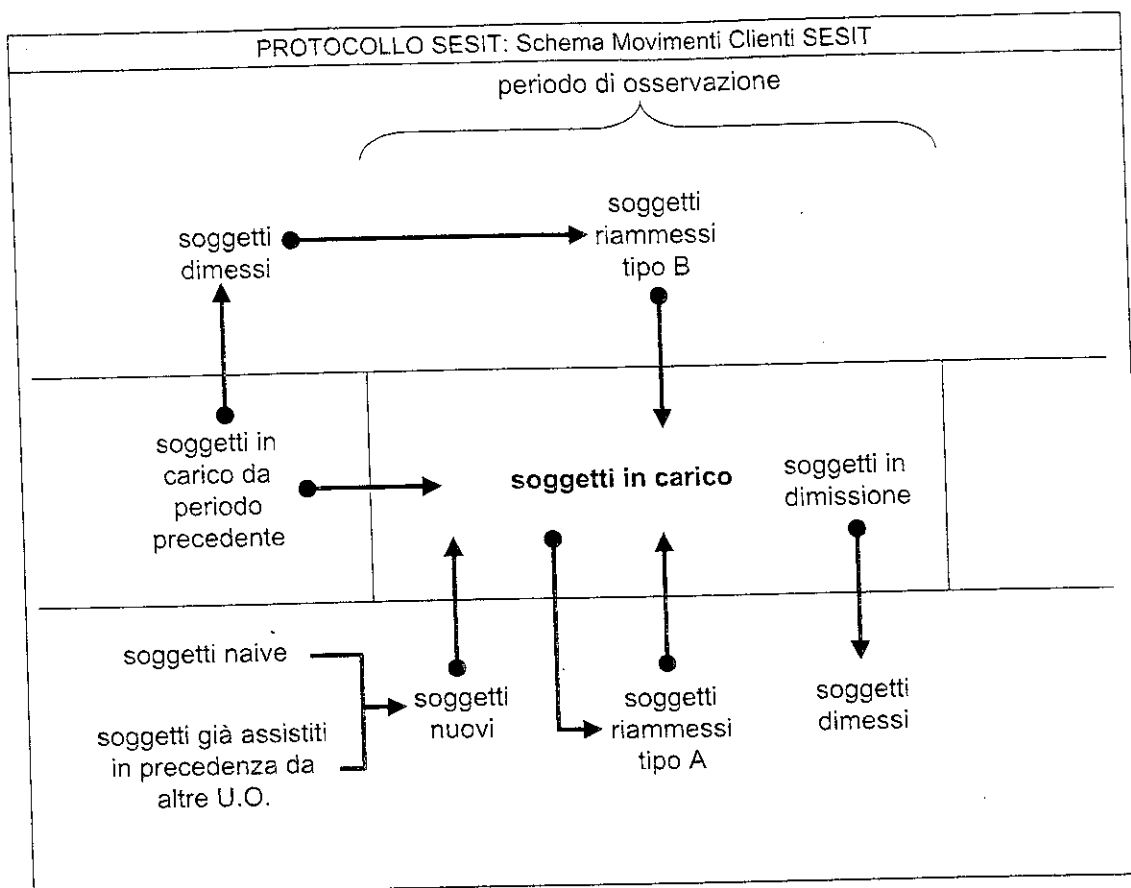 PROTOCOLLO SESIT: Schema Movimenti Clienti SESIT
periodo di osservazione
soggetti
dimessi
soggetti
riammessi
tipo B
soggetti in
carico da
periodo
precedente
soggetti in carico
soggetti in
dimissione
soggetti naive
soggetti già assistiti
in precedenza da
altre U.O.
soggetti
nuovi
soggetti
riammessi
tipo A
soggetti
dimessi